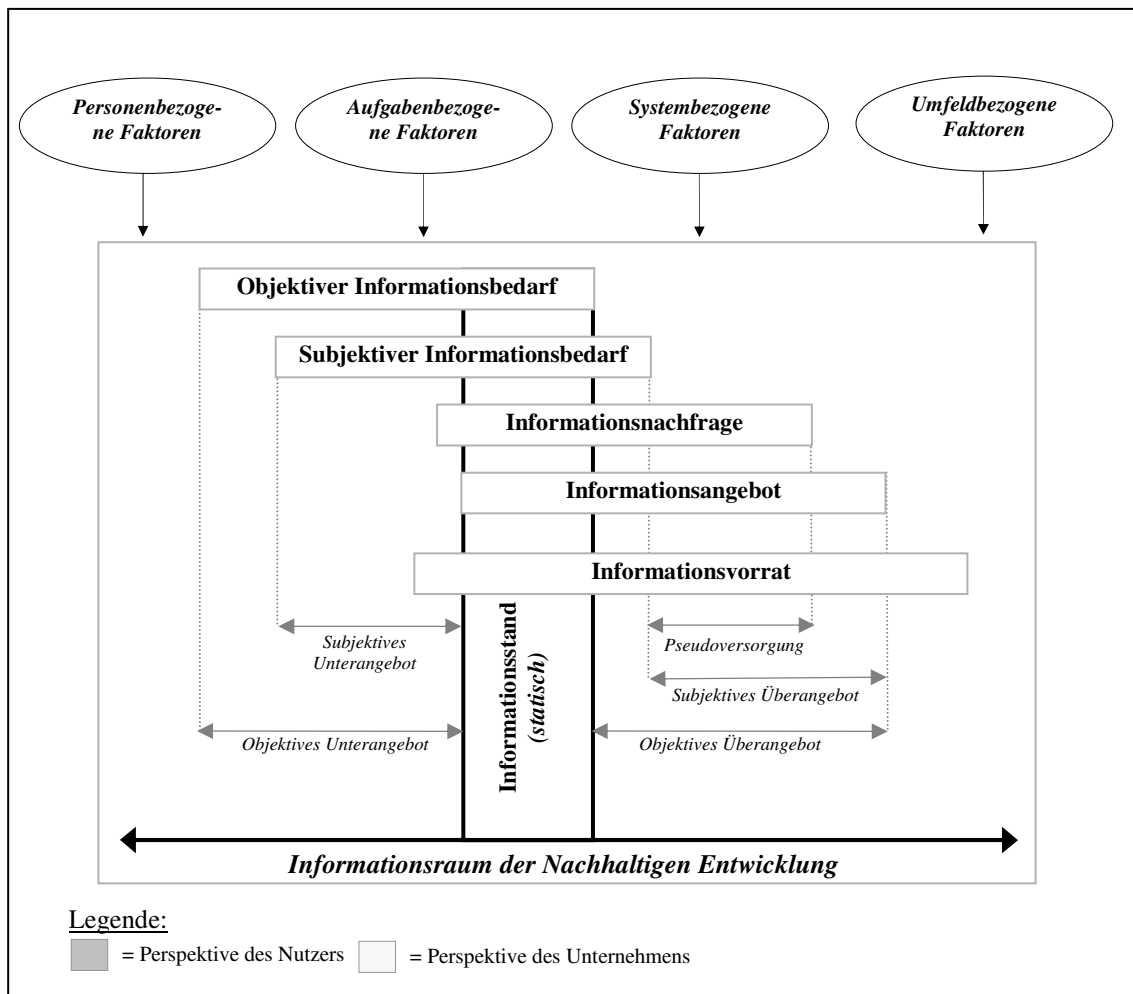 Personenbezoge-
ne Faktoren
Aufgabenbezoge-
ne Faktoren
Systembezogene
Faktoren
Umfeldbezogene
Faktoren
Objektiver Informationsbedarf
Subjektiver Informationsbedarf
Informationsnachfrage
Informationsangebot
Informationsvorrat
Subjektives
Unterangebot
Informationsstand
(statisch)
Pseudoversorgung
Subjektives Überangebot
Objektives Unterangebot
Objektives Überangebot
Informationsraum der Nachhaltigen Entwicklung
Legende:
= Perspektive des Nutzers
= Perspektive des Unternehmens